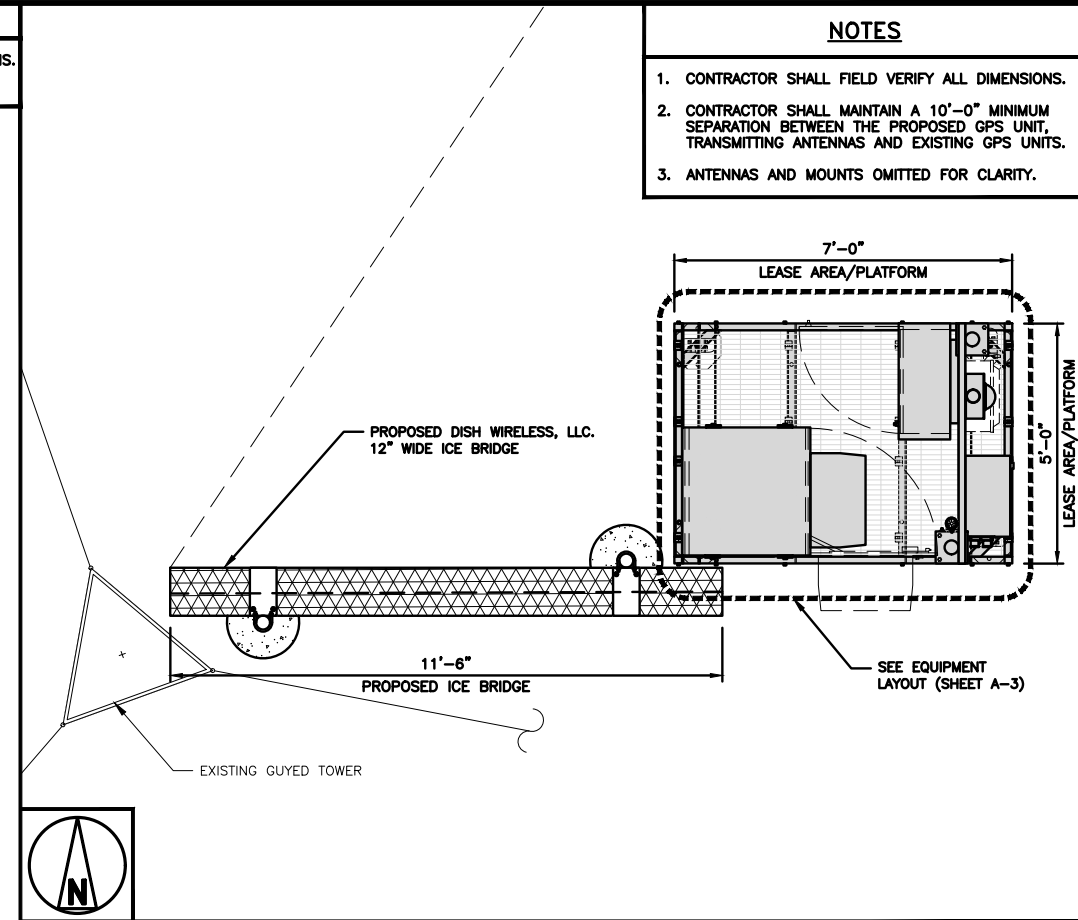 NS.
NOTES
1. CONTRACTOR SHALL FIELD VERIFY ALL DIMENSIONS.
2. CONTRACTOR SHALL MAINTAIN A 10'-0" MINIMUM
SEPARATION BETWEEN THE PROPOSED GPS UNIT,
TRANSMITTING ANTENNAS AND EXISTING GPS UNITS.
3. ANTENNAS AND MOUNTS OMITTED FOR CLARITY.
7'-0"
LEASE AREA/PLATFORM
5'-0"
LEASE AREA/PLATFORM
PROPOSED DISH WIRELESS, LLC.
12" WIDE ICE BRIDGE
11'-6"
PROPOSED ICE BRIDGE
SEE EQUIPMENT
LAYOUT (SHEET A-3)
EXISTING GUYED TOWER
N